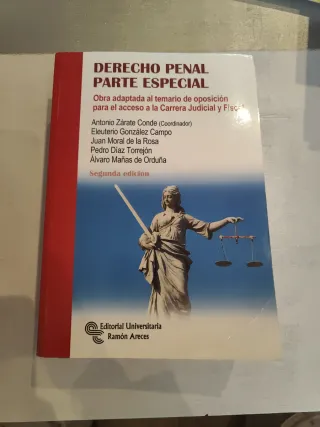 DERECHO PENAL
PARTE ESPECIAL
Obra adaptada al temario de oposición
para el acceso a la Carrera Judicial y Fiscal
Antonio Zárate Conde (Coordinador)
Eleuterio González Campo
Juan Moral de la Rosa
Pedro Díaz Torrejón
Álvaro Mañas de Orduña
Segunda edición
Editorial Universitaria
Ramón Areces